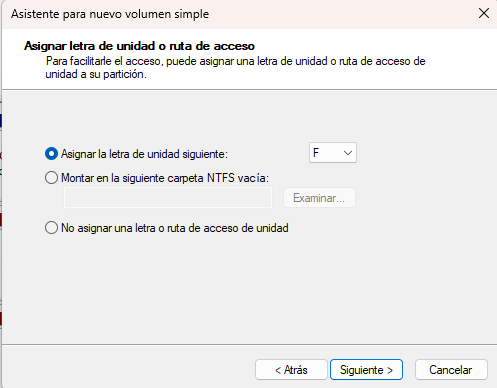 Asistente para nuevo volumen simple
Asignar letra de unidad o ruta de acceso
Para facilitarle el acceso, puede asignar una letra de unidad o ruta de acceso de
unidad a su partición.
Asignar la letra de unidad siguiente:
F
Montar en la siguiente carpeta NTFS vacía:
Examinar...
No asignar una letra o ruta de acceso de unidad
< Atrás
Siguiente >
Cancelar